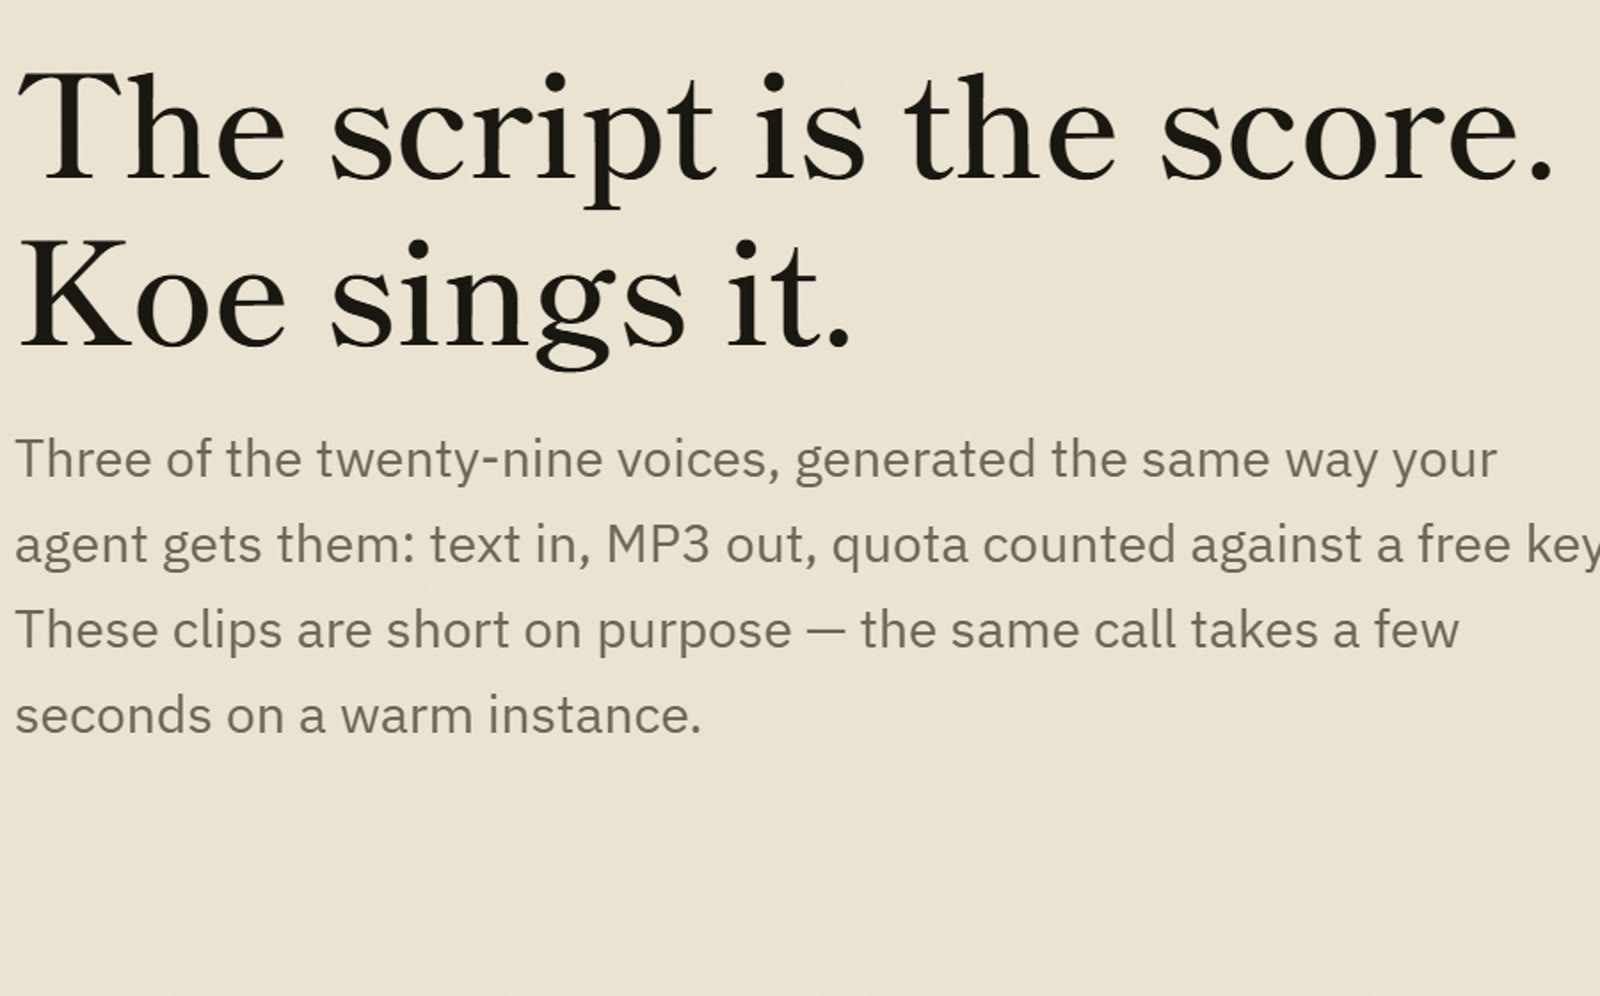 The script is the score.
Koe sings it.
Three of the twenty-nine voices, generated the same way your
agent gets them: text in, MP3 out, quota counted against a free key
These clips are short on purpose — the same call takes a few
seconds on a warm instance.